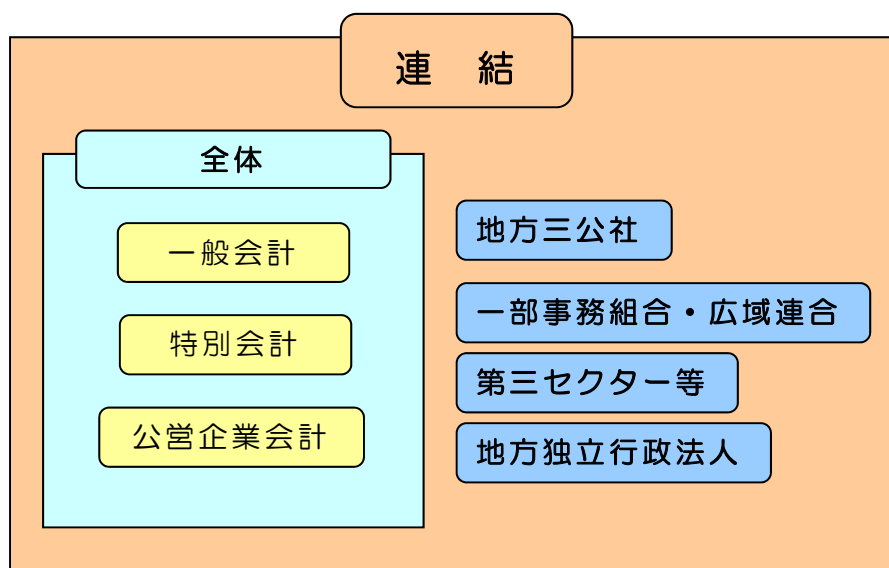 連　結
全体
一般会計
特別会計
公営企業会計
地方三公社
一部事務組合・広域連合
第三セクター等
地方独立行政法人